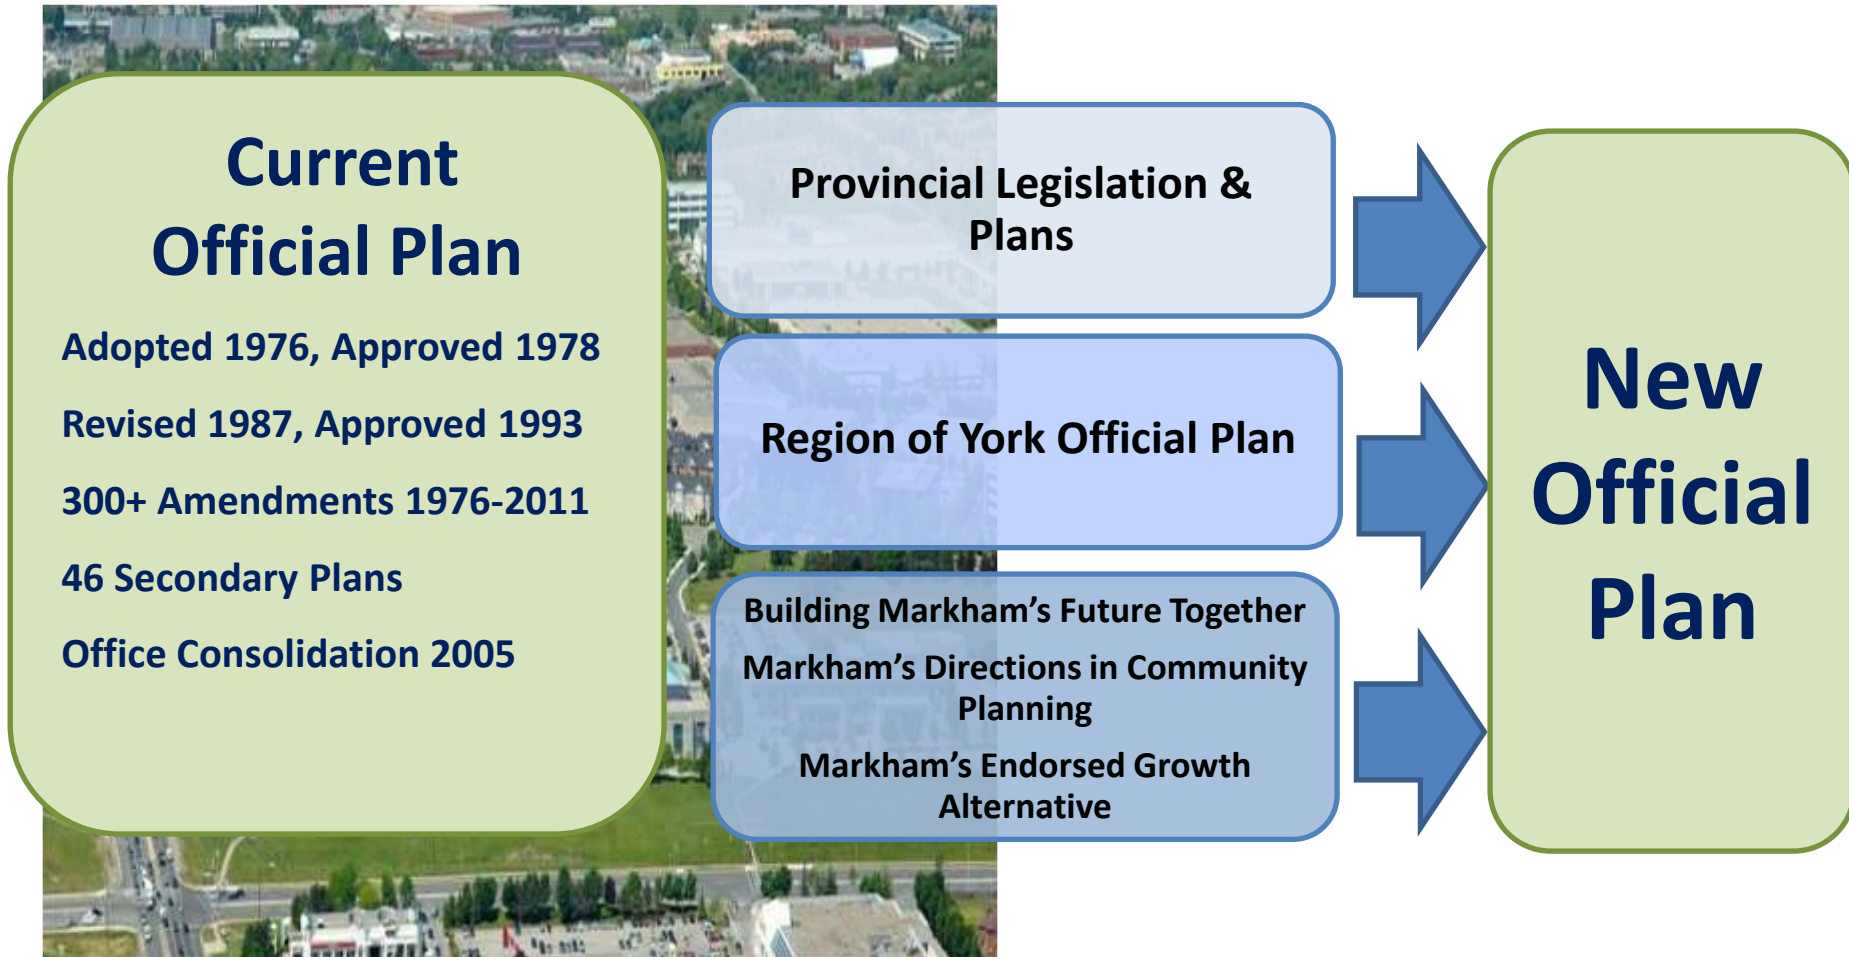 Current
Official Plan
Adopted 1976, Approved 1978
Revised 1987, Approved 1993
300+ Amendments 1976-2011
46 Secondary Plans
Office Consolidation 2005
Provincial Legislation &
Plans
Region of York Official Plan
Building Markham’s Future Together
Markham’s Directions in Community
Planning
Markham’s Endorsed Growth
Alternative
New
Official
Plan